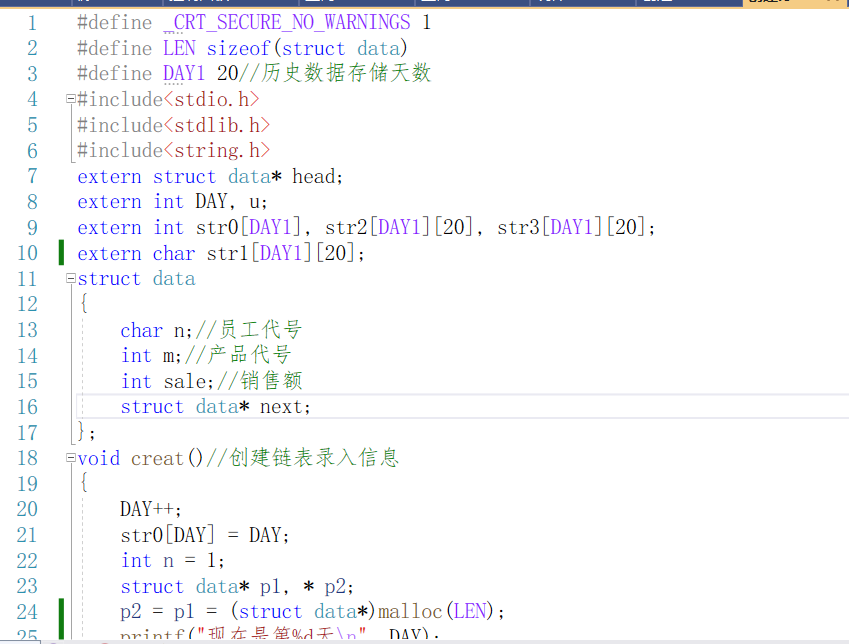 1 #define _CRT_SECURE_NO_WARNINGS 1
2 #define LEN sizeof(struct data)
3 #define DAY1 20//历史数据存储天数
4 #include<stdio.h>
5 #include<stdlib.h>
6 #include<string.h>
7 extern struct data* head;
8 extern int DAY, u;
9 extern int str0[DAY1], str2[DAY1][20], str3[DAY1][20];
10 extern char str1[DAY1][20];
11 struct data
12 {
13 char n;//员工代号
14 int m;//产品代号
15 int sale;//销售额
16 struct data* next;
17 };
18 void creat()//创建链表录入信息
19 {
20 DAY++;
21 str0[DAY] = DAY;
22 int n = 1;
23 struct data* p1, * p2;
24 p2 = p1 = (struct data*)malloc(LEN);
25 printf("现在是第%d天\n", DAY);